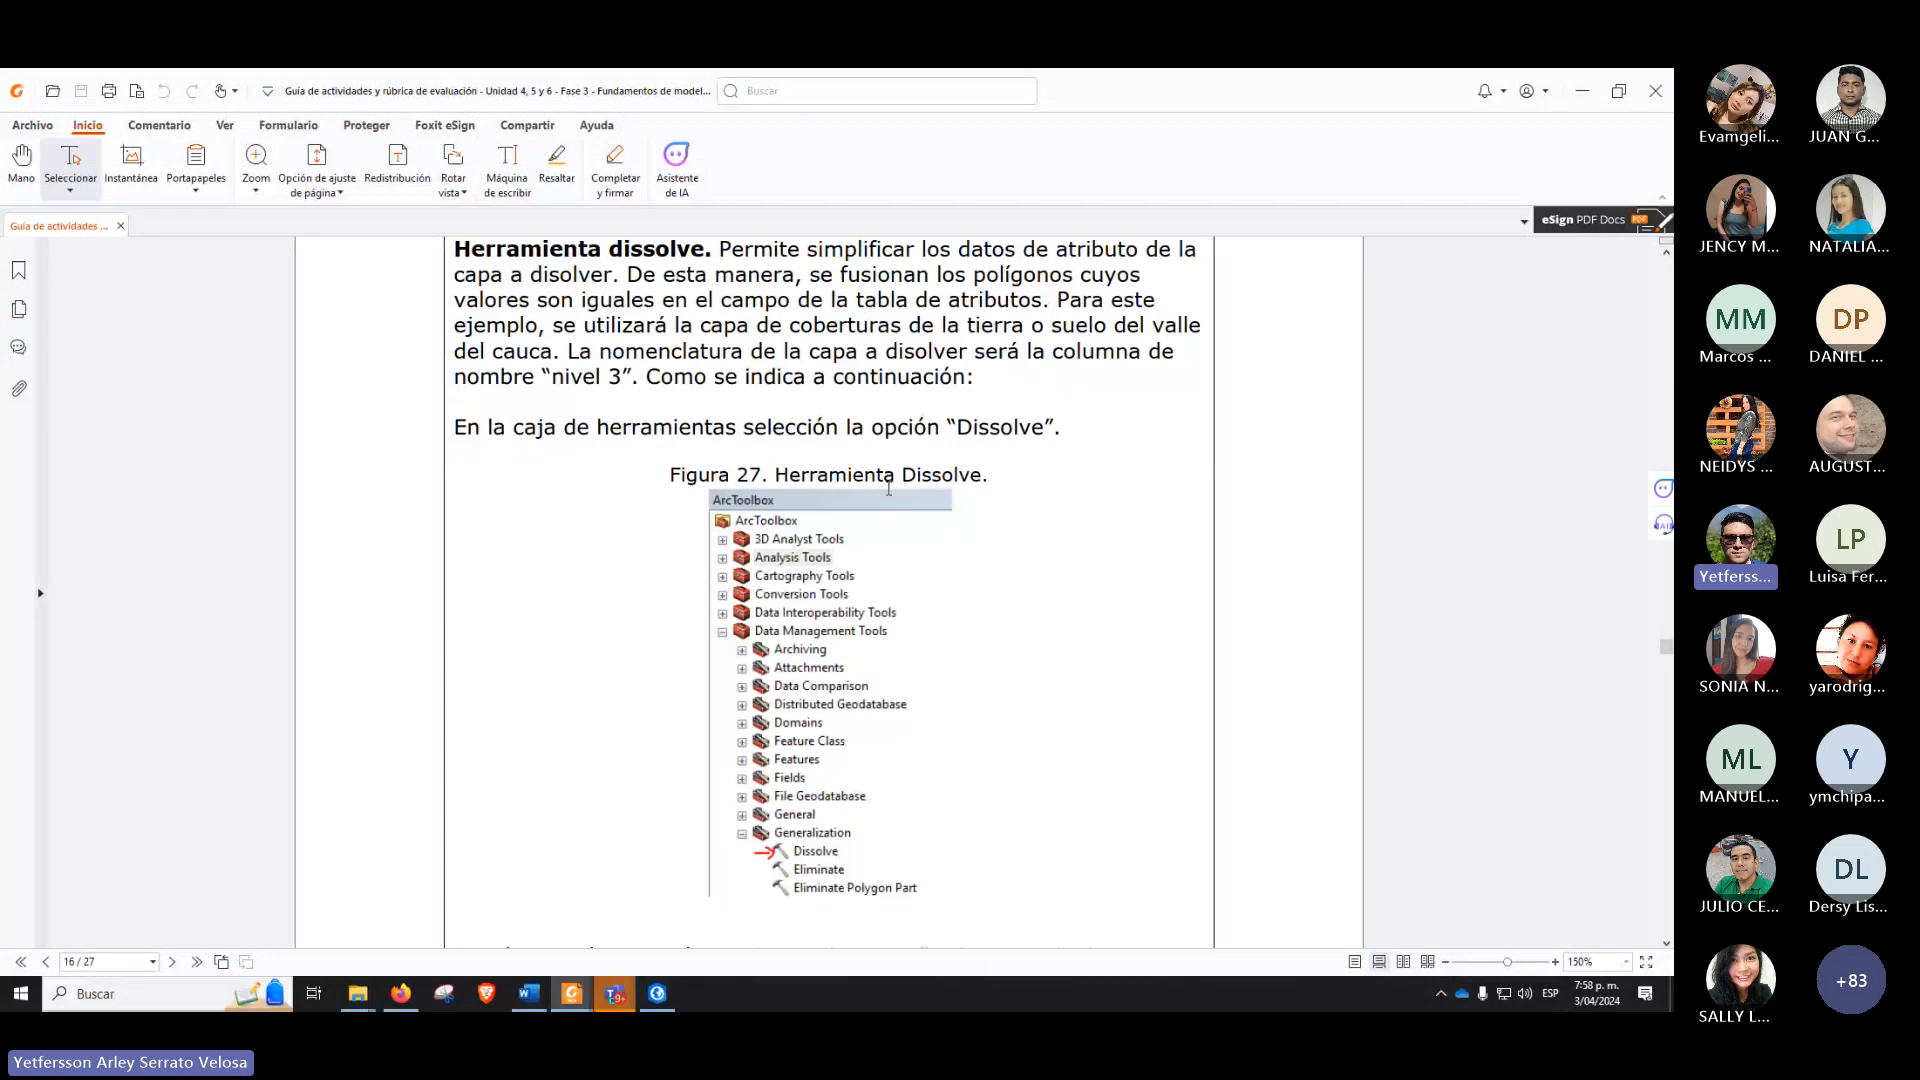 Guía de actividades y rúbrica de evaluación - Unidad 4, 5 y 6 - Fase 3 - Fundamentos de model...
Buscar
Archivo Inicio Comentario Ver Formulario Proteger Foxit eSign Compartir Ayuda
Mano Seleccionar Instantánea Portapapeles Zoom Opción de ajuste de página Redistribución Rotar vista Máquina de escribir Resaltar Completar y firmar Asistente de IA
Guía de actividades ...
eSign PDF Docs
Herramienta dissolve. Permite simplificar los datos de atributo de la
capa a disolver. De esta manera, se fusionan los polígonos cuyos
valores son iguales en el campo de la tabla de atributos. Para este
ejemplo, se utilizará la capa de coberturas de la tierra o suelo del valle
del cauca. La nomenclatura de la capa a disolver será la columna de
nombre “nivel 3”. Como se indica a continuación:
En la caja de herramientas selección la opción “Dissolve”.
Figura 27. Herramienta Dissolve.
ArcToolbox
ArcToolbox
3D Analyst Tools
Analysis Tools
Cartography Tools
Conversion Tools
Data Interoperability Tools
Data Management Tools
Archiving
Attachments
Data Comparison
Distributed Geodatabase
Domains
Feature Class
Features
Fields
File Geodatabase
General
Generalization
Dissolve
Eliminate
Eliminate Polygon Part
16 / 27
150%
Buscar
ESP
7:58 p. m.
3/04/2024
Evamgeli... JUAN G...
JENCY M... NATALIA...
MM DP
Marcos ... DANIEL ...
NEIDYS ... AUGUST...
LP
Yetferss... Luisa Fer...
SONIA N... yarodrig...
ML Y
MANUEL... ymchipa...
DL
JULIO CE... Dersy Lis...
+83
SALLY L...
Yetfersson Arley Serrato Velosa